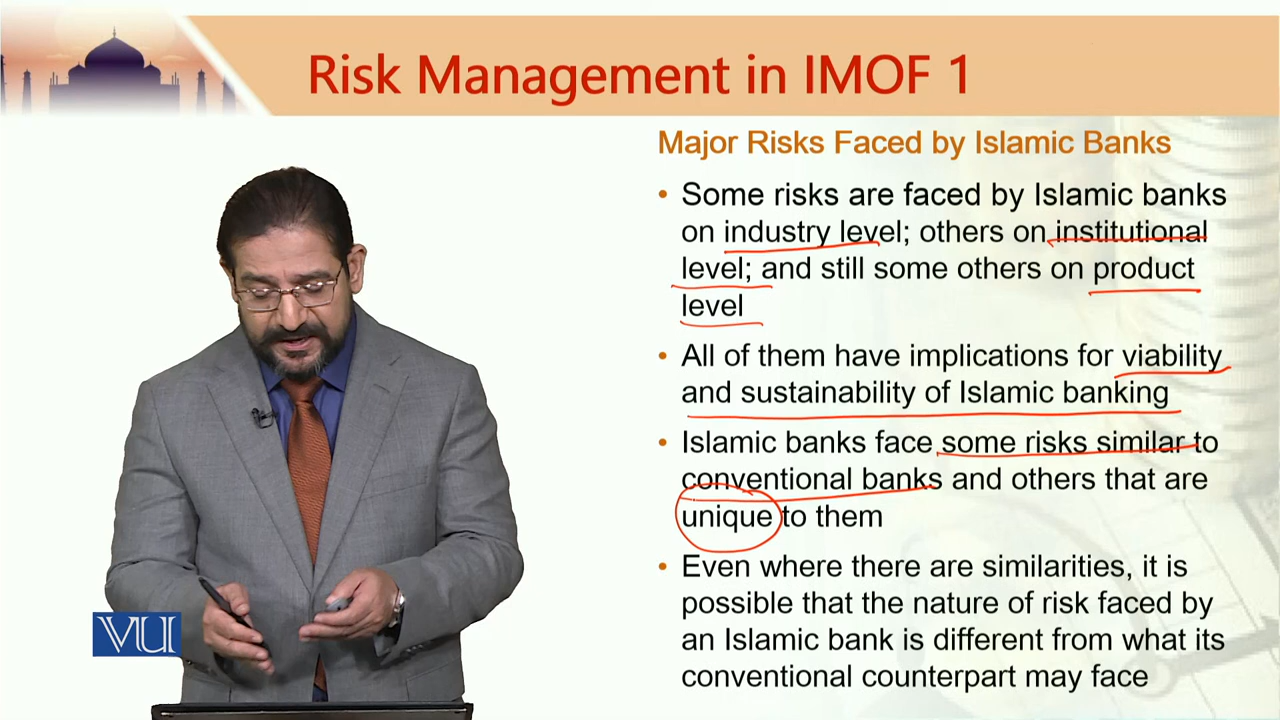 Risk Management in IMOF 1
Major Risks Faced by Islamic Banks
• Some risks are faced by Islamic banks
on industry level; others on institutional
level; and still some others on product
level
• All of them have implications for viability
and sustainability of Islamic banking
• Islamic banks face some risks similar to
conventional banks and others that are
unique to them
• Even where there are similarities, it is
possible that the nature of risk faced by
an Islamic bank is different from what its
conventional counterpart may face
VU